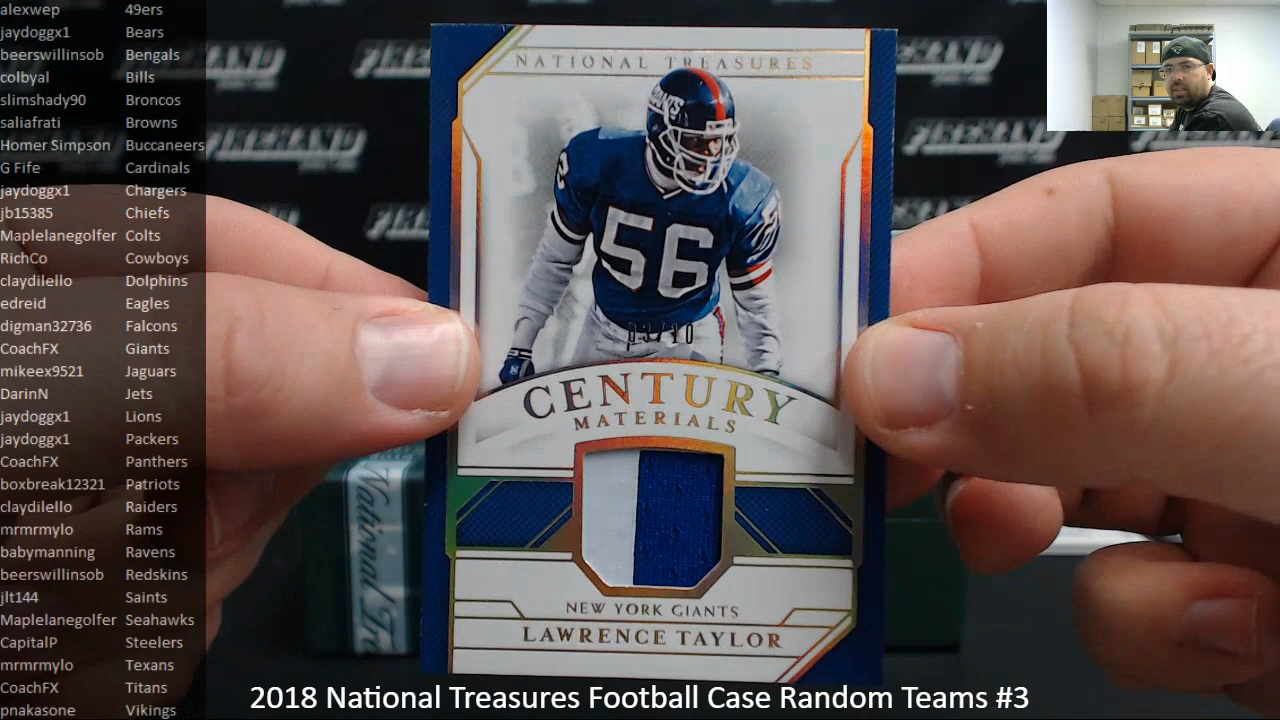 alexwep 49ers
jaydoggx1 Bears
beerswillinsob Bengals
colbyal Bills
slimshady90 Broncos
saliafrati Browns
Homer Simpson Buccaneers
G Fife Cardinals
jaydoggx1 Chargers
jb15385 Chiefs
Maplelanegolfer Colts
RichCo Cowboys
claydilello Dolphins
edreid Eagles
digman32736 Falcons
CoachFX Giants
mikeex9521 Jaguars
DarinN Jets
jaydoggx1 Lions
jaydoggx1 Packers
CoachFX Panthers
boxbreak12321 Patriots
claydilello Raiders
mrmrmylo Rams
babymanning Ravens
beerswillinsob Redskins
jlt144 Saints
Maplelanegolfer Seahawks
CapitalP Steelers
mrmrmylo Texans
CoachFX Titans
pnakasone Vikings
NATIONAL TREASURES
56
03/10
CENTURY
MATERIALS
NEW YORK GIANTS
LAWRENCE TAYLOR
National
2018 National Treasures Football Case Random Teams #3